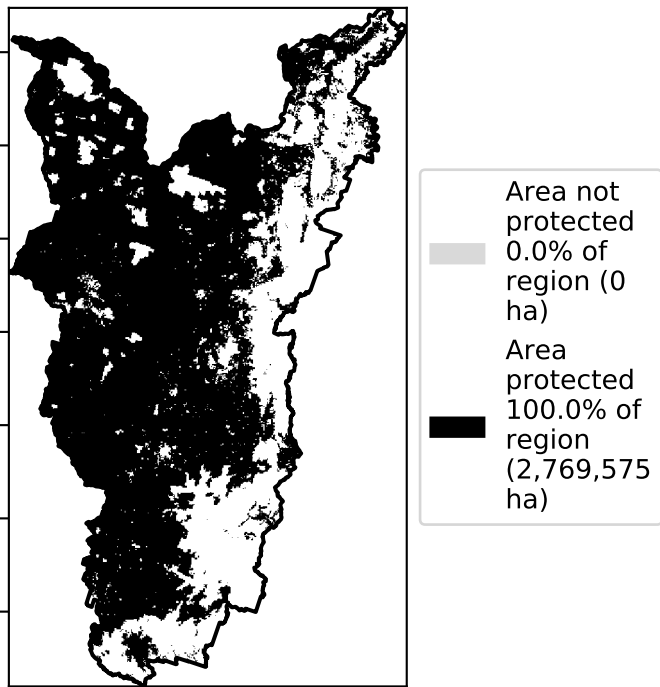 Area not
protected
0.0% of
region (0
ha)
Area
protected
100.0% of
region
(2,769,575
ha)